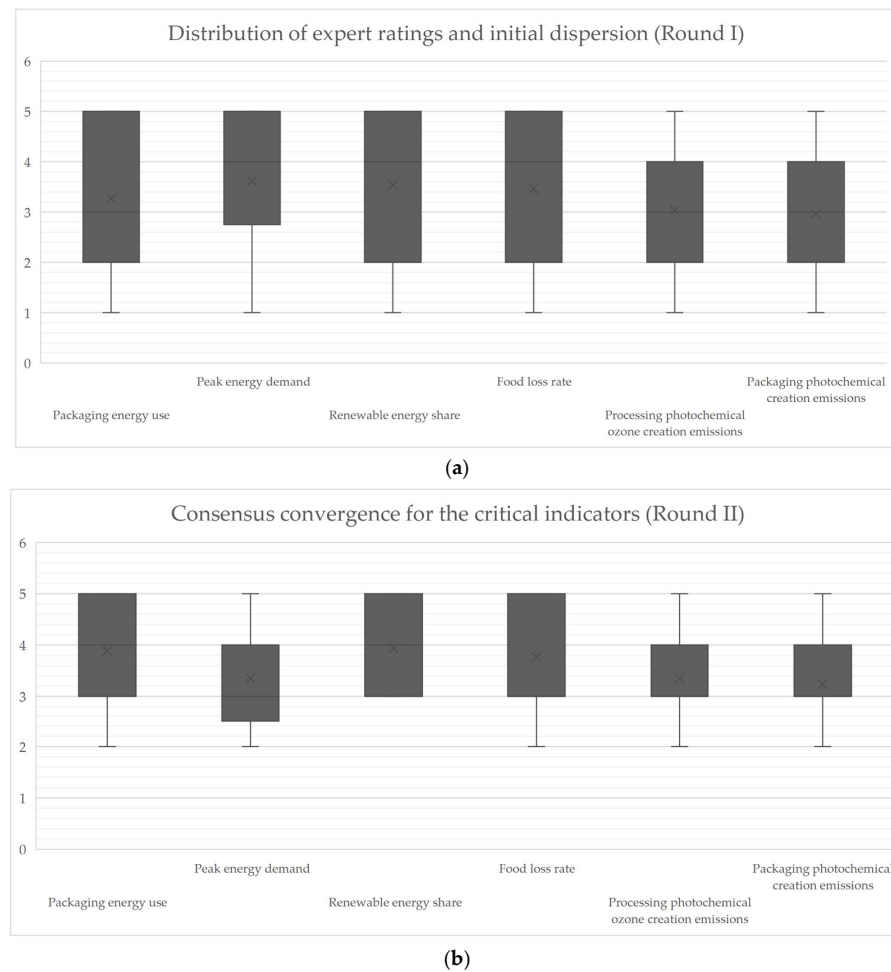 Distribution of expert ratings and initial dispersion (Round I)
6
5
4
3
2
1
0
Peak energy demand
Food loss rate
Packaging photochemical
creation emissions
Packaging energy use
Renewable energy share
Processing photochemical
ozone creation emissions
(a)
Consensus convergence for the critical indicators (Round II)
6
5
4
3
2
1
0
Peak energy demand
Food loss rate
Packaging photochemical
creation emissions
Packaging energy use
Renewable energy share
Processing photochemical
ozone creation emissions
(b)